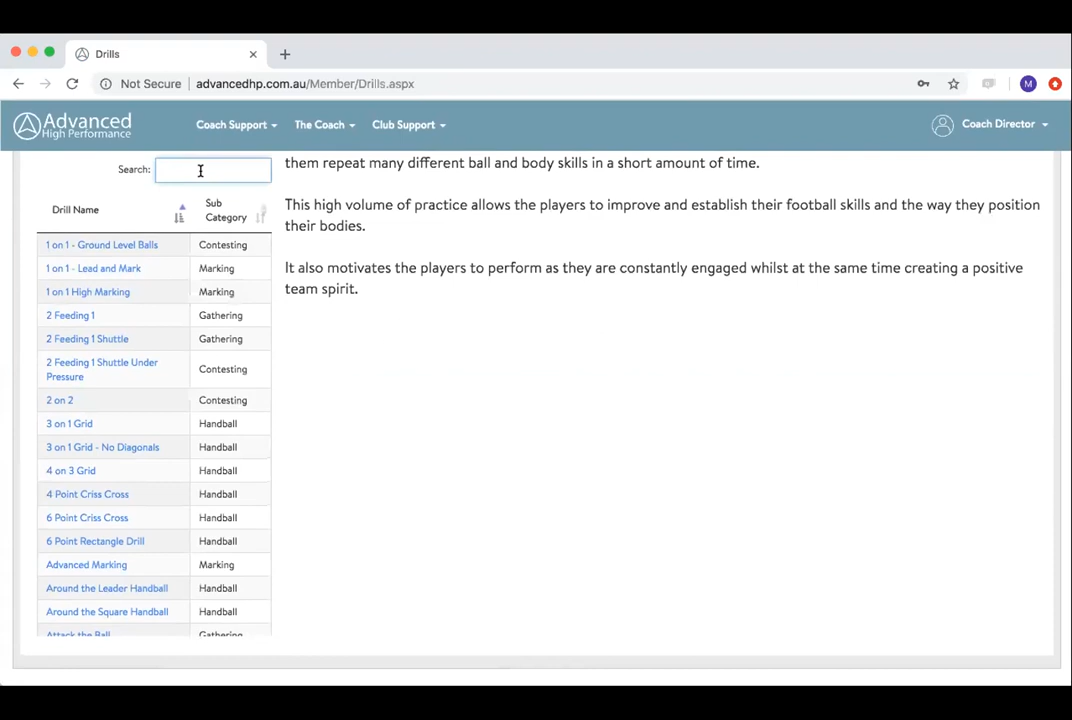 Drills
Not Secure advancedhp.com.au/Member/Drills.aspx
M
Advanced
High Performance
Coach Support
The Coach
Club Support
Coach Director
Search:
them repeat many different ball and body skills in a short amount of time.
This high volume of practice allows the players to improve and establish their football skills and the way they position
their bodies.
It also motivates the players to perform as they are constantly engaged whilst at the same time creating a positive
team spirit.
Drill Name
Sub
Category
1 on 1 - Ground Level Balls Contesting
1 on 1 - Lead and Mark Marking
1 on 1 High Marking Marking
2 Feeding 1 Gathering
2 Feeding 1 Shuttle Gathering
2 Feeding 1 Shuttle Under
Pressure
Contesting
2 on 2 Contesting
3 on 1 Grid Handball
3 on 1 Grid - No Diagonals Handball
4 on 3 Grid Handball
4 Point Criss Cross Handball
6 Point Criss Cross Handball
6 Point Rectangle Drill Handball
Advanced Marking Marking
Around the Leader Handball Handball
Around the Square Handball Handball
Attack the Ball Gathering